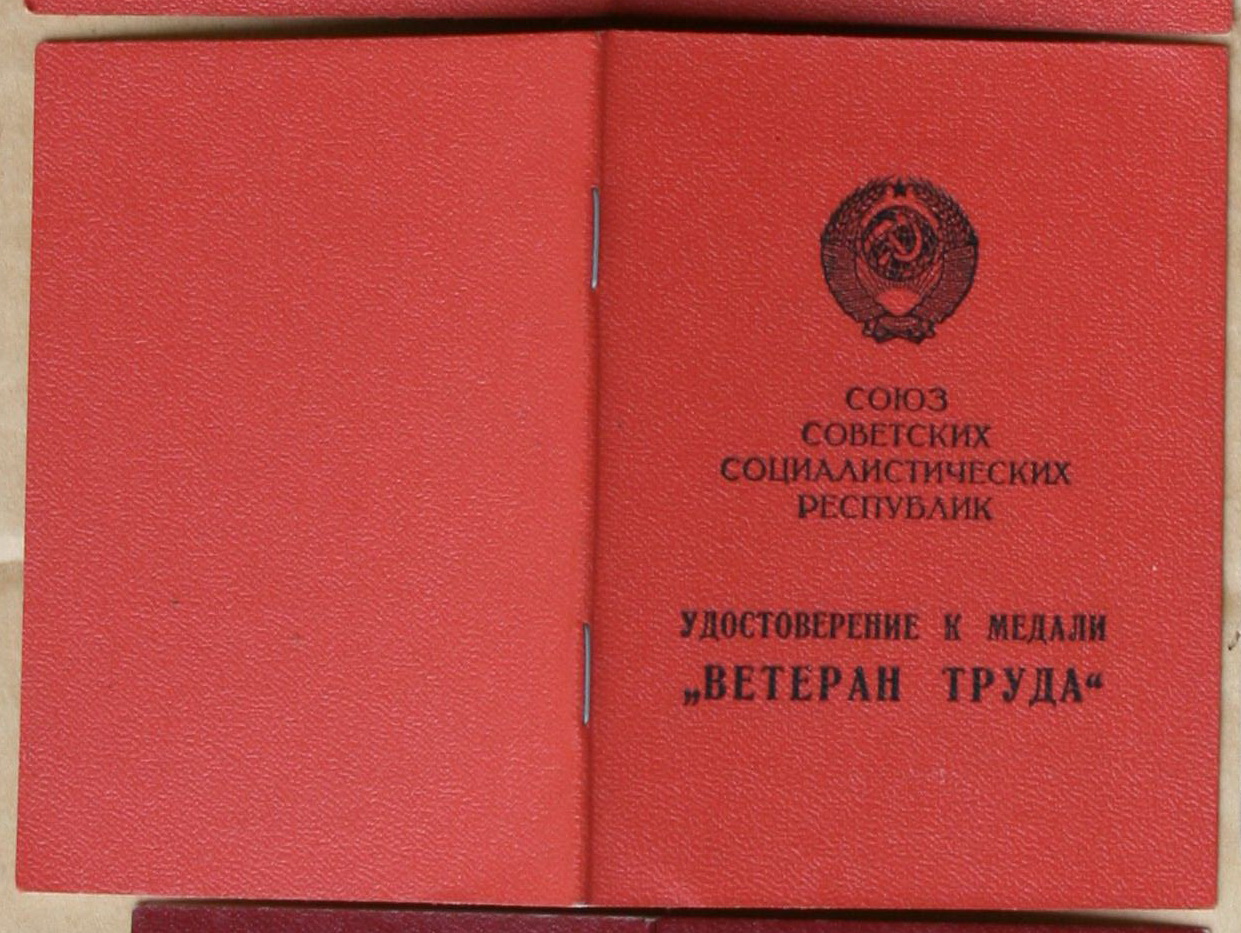 СОЮЗ
СОВЕТСКИХ
СОЦИАЛИСТИЧЕСКИХ
РЕСПУБЛИК
УДОСТОВЕРЕНИЕ К МЕДАЛИ
„ВЕТЕРАН ТРУДА“